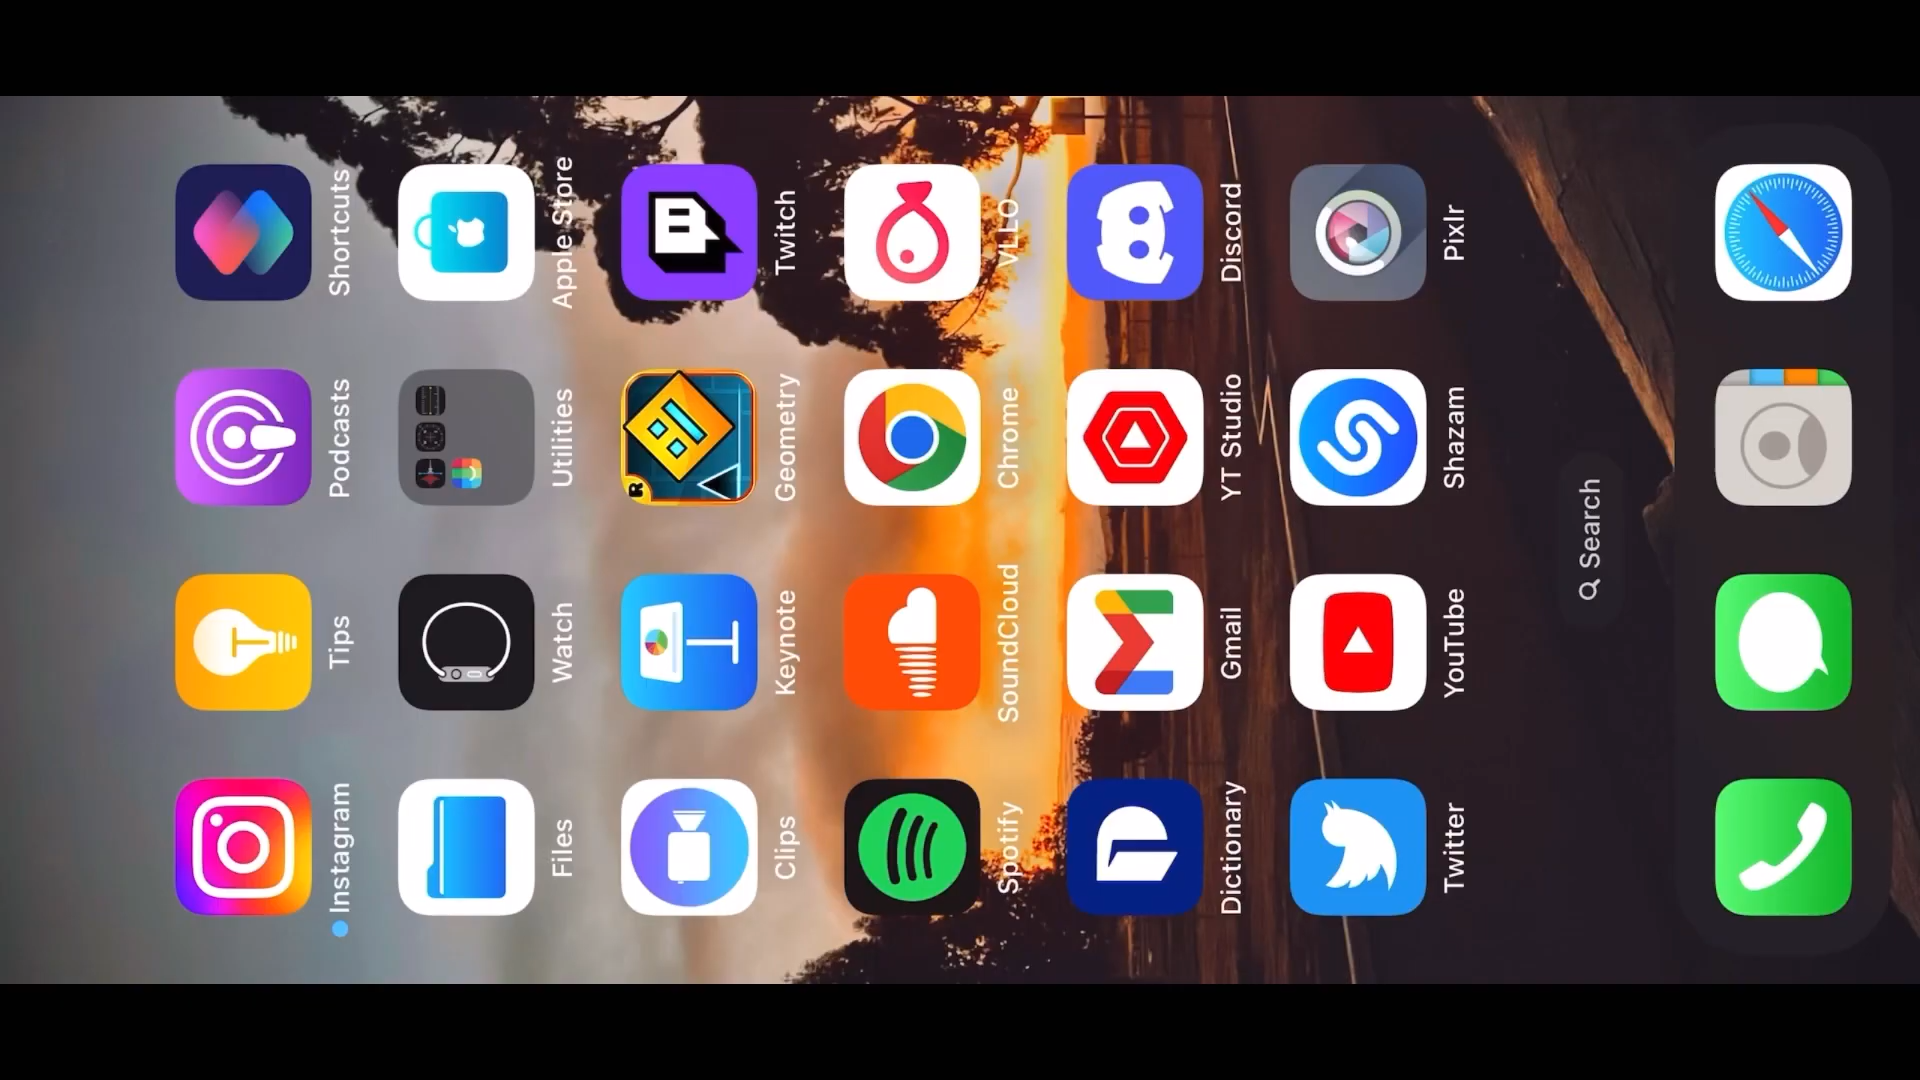 Instagram
Tips
Podcasts
Shortcuts
Files
Watch
Utilities
Apple Store
Clips
Keynote
Geometry
Twitch
Spotify
SoundCloud
Chrome
VLLO
Dictionary
Gmail
YT Studio
Discord
Twitter
YouTube
Shazam
Pixlr
Search